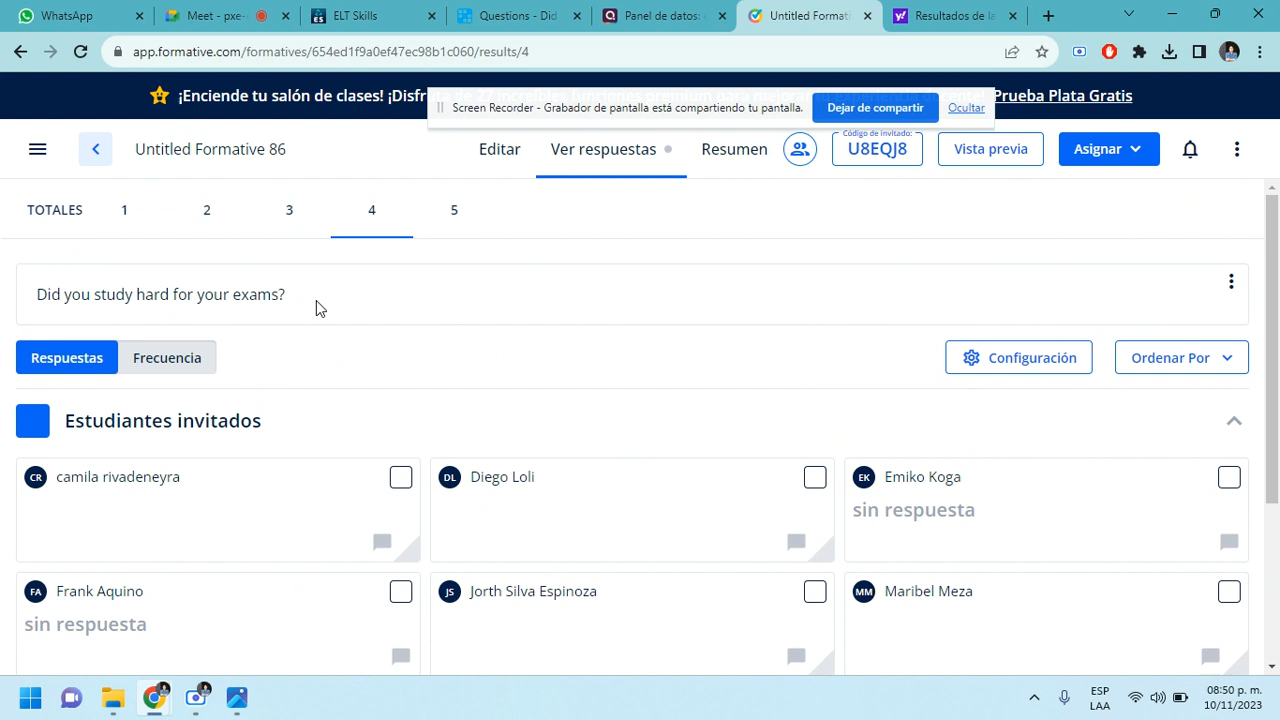 WhatsApp
Meet - pxe-
ELT Skills
Questions - Did
Panel de datos:
Untitled Formati
Resultados de la
app.formative.com/formatives/654ed1f9a0ef47ec98b1c060/results/4
¡Enciende tu salón de clases! ¡Disfr
Prueba Plata Gratis
Screen Recorder - Grabador de pantalla está compartiendo tu pantalla.
Dejar de compartir
Ocultar
Untitled Formative 86
Editar
Ver respuestas
Resumen
Código de invitado:
U8EQJ8
Vista previa
Asignar
TOTALES 1 2 3 4 5
Did you study hard for your exams?
Respuestas
Frecuencia
Configuración
Ordenar Por
Estudiantes invitados
CR camila rivadeneyra
DL Diego Loli
EK Emiko Koga
sin respuesta
FA Frank Aquino
JS Jorth Silva Espinoza
MM Maribel Meza
sin respuesta
ESP
LAA
08:50 p. m.
10/11/2023